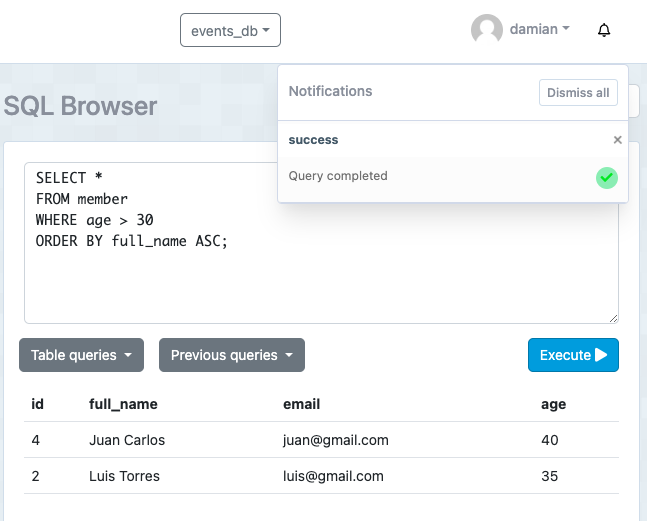 events_db
damian
SQL Browser
Notifications
Dismiss all
success ×
Query completed
SELECT *
FROM member
WHERE age > 30
ORDER BY full_name ASC;
Table queries
Previous queries
Execute
id full_name email age
4 Juan Carlos juan@gmail.com 40
2 Luis Torres luis@gmail.com 35